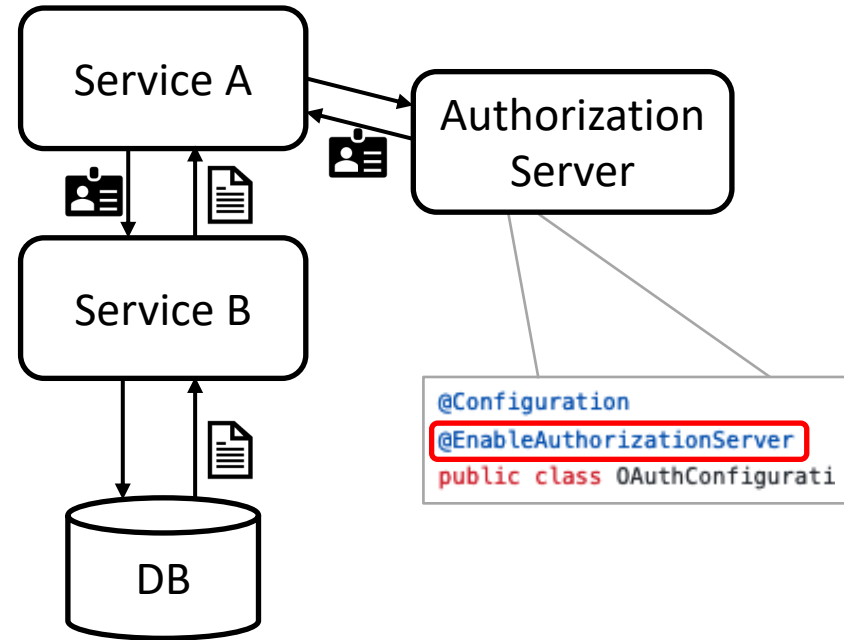 Service A
Authorization
Server
Service B
@Configuration
@EnableAuthorizationServer
public class OAuthConfigurati
DB